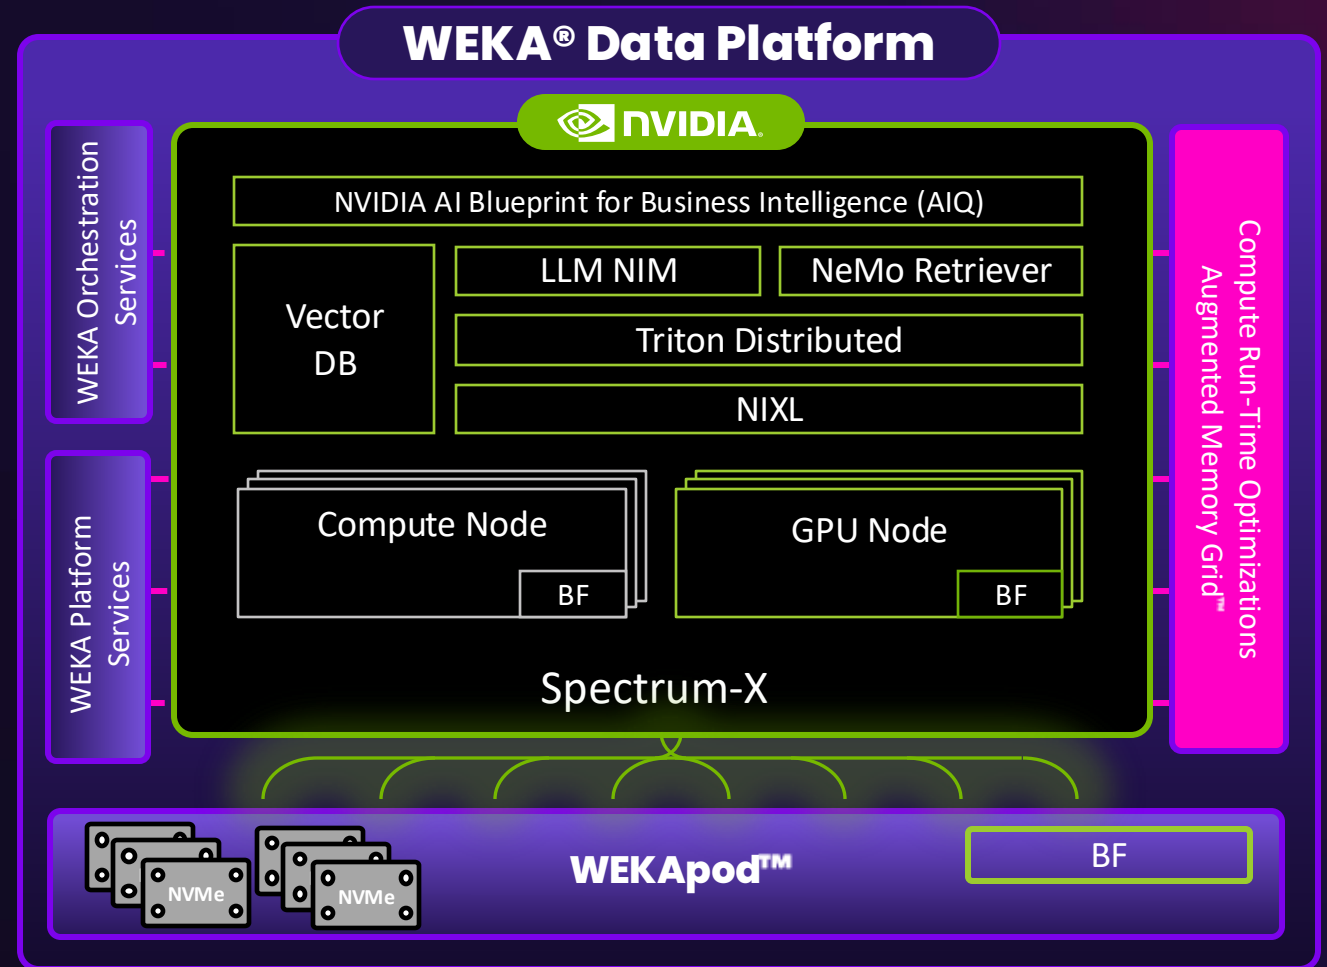 WEKA® Data Platform
NVIDIA.
WEKA Orchestration
Services
WEKA Platform
Services
NVIDIA AI Blueprint for Business Intelligence (AIQ)
Vector
DB
LLM NIM
NeMo Retriever
Triton Distributed
NIXL
Compute Node
BF
GPU Node
BF
Spectrum-X
Compute Run-Time Optimizations
Augmented Memory Grid™
NVMe
NVMe
WEKApod™
BF